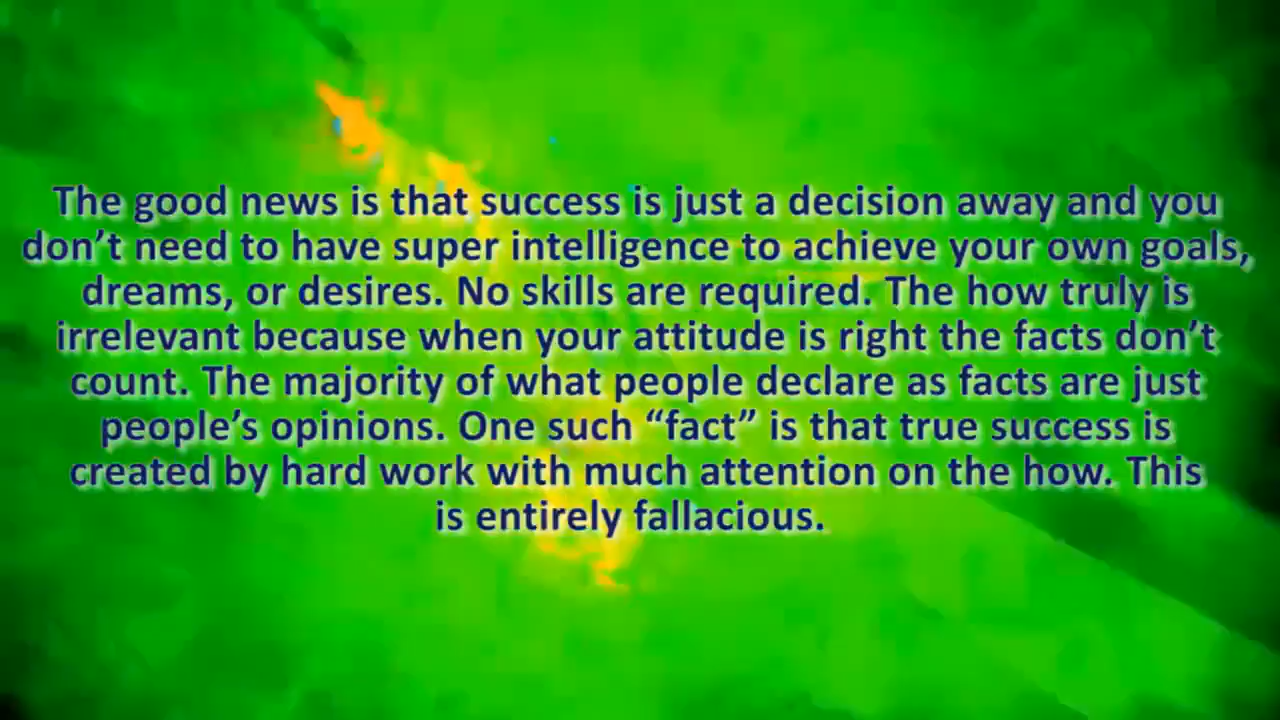 The good news is that success is just a decision away and you
don’t need to have super intelligence to achieve your own goals,
dreams, or desires. No skills are required. The how truly is
irrelevant because when your attitude is right the facts don’t
count. The majority of what people declare as facts are just
people’s opinions. One such “fact” is that true success is
created by hard work with much attention on the how. This
is entirely fallacious.